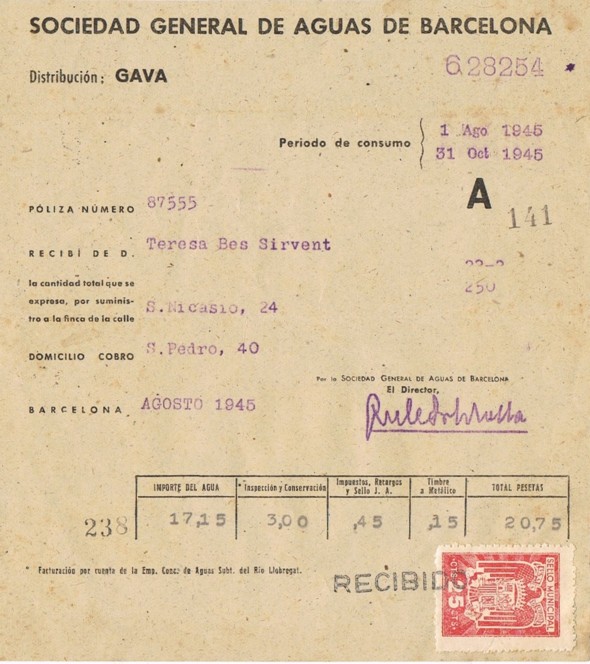 SOCIEDAD GENERAL DE AGUAS DE BARCELONA
Distribución: GAVA
628254 *
Periodo de consumo { 1 Ago 1945
31 Oct 1945
A
141
PÓLIZA NÚMERO 87555
RECIBÍ DE D. Teresa Bes Sirvent
la cantidad total que se
expresa, por suminis-
tro a la finca de la calle S.Nicasio, 24
250
DOMICILIO COBRO S.Pedro, 40
Por la SOCIEDAD GENERAL DE AGUAS DE BARCELONA
El Director,
BARCELONA, AGOSTO 1945
IMPORTE DEL AGUA * Inspección y Conservación Impuestos, Recargos y Sello J. A. Timbre a Metálico TOTAL PESETAS
238 17,15 3,00 ,45 ,15 20,75
* Facturación por cuenta de la Emp. Conc. de Aguas Subt. del Río Llobregat.
RECIBIDO
SELLO MUNICIPAL
25